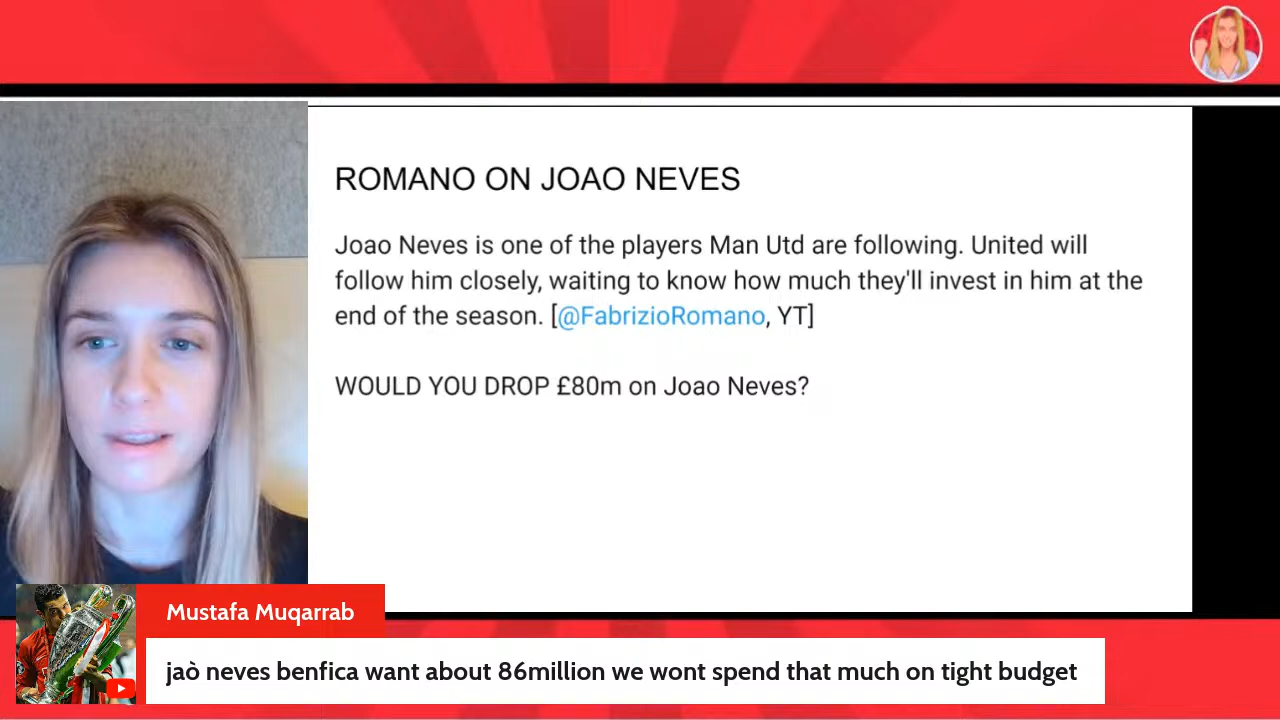 ROMANO ON JOAO NEVES
Joao Neves is one of the players Man Utd are following. United will
follow him closely, waiting to know how much they'll invest in him at the
end of the season. [@FabrizioRomano, YT]
WOULD YOU DROP £80m on Joao Neves?
Mustafa Muqarrab
jaò neves benfica want about 86million we wont spend that much on tight budget